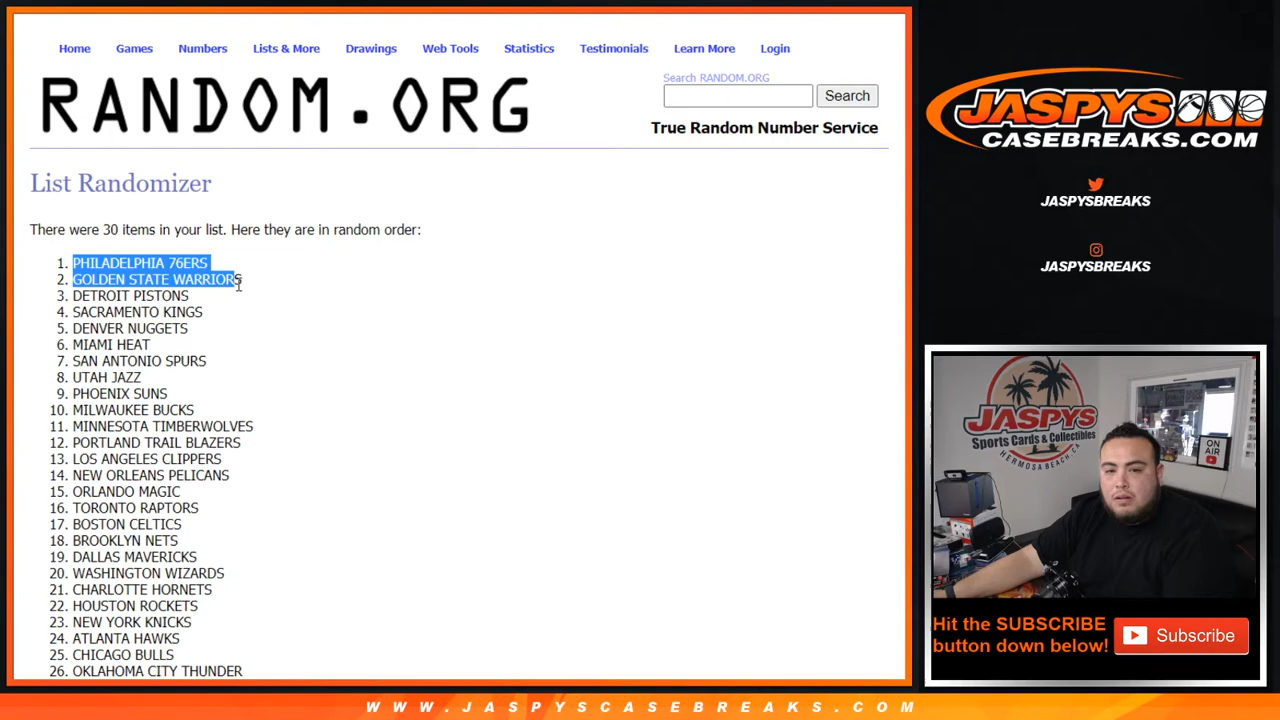 Home Games Numbers Lists & More Drawings Web Tools Statistics Testimonials Learn More Login
RANDOM.ORG
Search RANDOM.ORG
Search
True Random Number Service
List Randomizer
There were 30 items in your list. Here they are in random order:
1. PHILADELPHIA 76ERS
2. GOLDEN STATE WARRIORS
3. DETROIT PISTONS
4. SACRAMENTO KINGS
5. DENVER NUGGETS
6. MIAMI HEAT
7. SAN ANTONIO SPURS
8. UTAH JAZZ
9. PHOENIX SUNS
10. MILWAUKEE BUCKS
11. MINNESOTA TIMBERWOLVES
12. PORTLAND TRAIL BLAZERS
13. LOS ANGELES CLIPPERS
14. NEW ORLEANS PELICANS
15. ORLANDO MAGIC
16. TORONTO RAPTORS
17. BOSTON CELTICS
18. BROOKLYN NETS
19. DALLAS MAVERICKS
20. WASHINGTON WIZARDS
21. CHARLOTTE HORNETS
22. HOUSTON ROCKETS
23. NEW YORK KNICKS
24. ATLANTA HAWKS
25. CHICAGO BULLS
26. OKLAHOMA CITY THUNDER
JASPYS
CASEBREAKS.COM
JASPYSBREAKS
JASPYSBREAKS
JASPYS
Sports Cards & Collectibles
HERMOSA BEACH, CA
ON
AIR
Hit the SUBSCRIBE
button down below!
Subscribe
WWW.JASPYSCASEBREAKS.COM